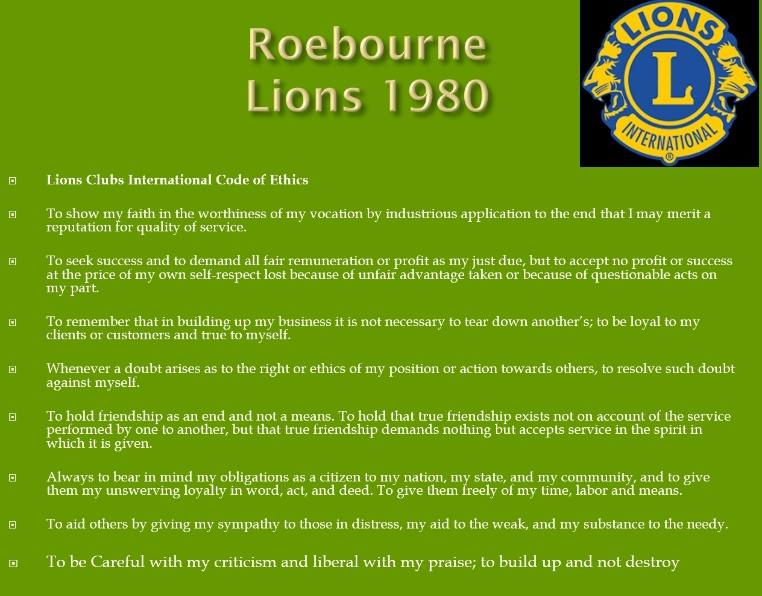 Roebourne
Lions 1980
LIONS
L
INTERNATIONAL
®
Lions Clubs International Code of Ethics
To show my faith in the worthiness of my vocation by industrious application to the end that I may merit a
reputation for quality of service.
To seek success and to demand all fair remuneration or profit as my just due, but to accept no profit or success
at the price of my own self-respect lost because of unfair advantage taken or because of questionable acts on
my part.
To remember that in building up my business it is not necessary to tear down another's; to be loyal to my
clients or customers and true to myself.
Whenever a doubt arises as to the right or ethics of my position or action towards others, to resolve such doubt
against myself.
To hold friendship as an end and not a means. To hold that true friendship exists not on account of the service
performed by one to another, but that true friendship demands nothing but accepts service in the spirit in
which it is given.
Always to bear in mind my obligations as a citizen to my nation, my state, and my community, and to give
them my unswerving loyalty in word, act, and deed. To give them freely of my time, labor and means.
To aid others by giving my sympathy to those in distress, my aid to the weak, and my substance to the needy.
To be Careful with my criticism and liberal with my praise; to build up and not destroy